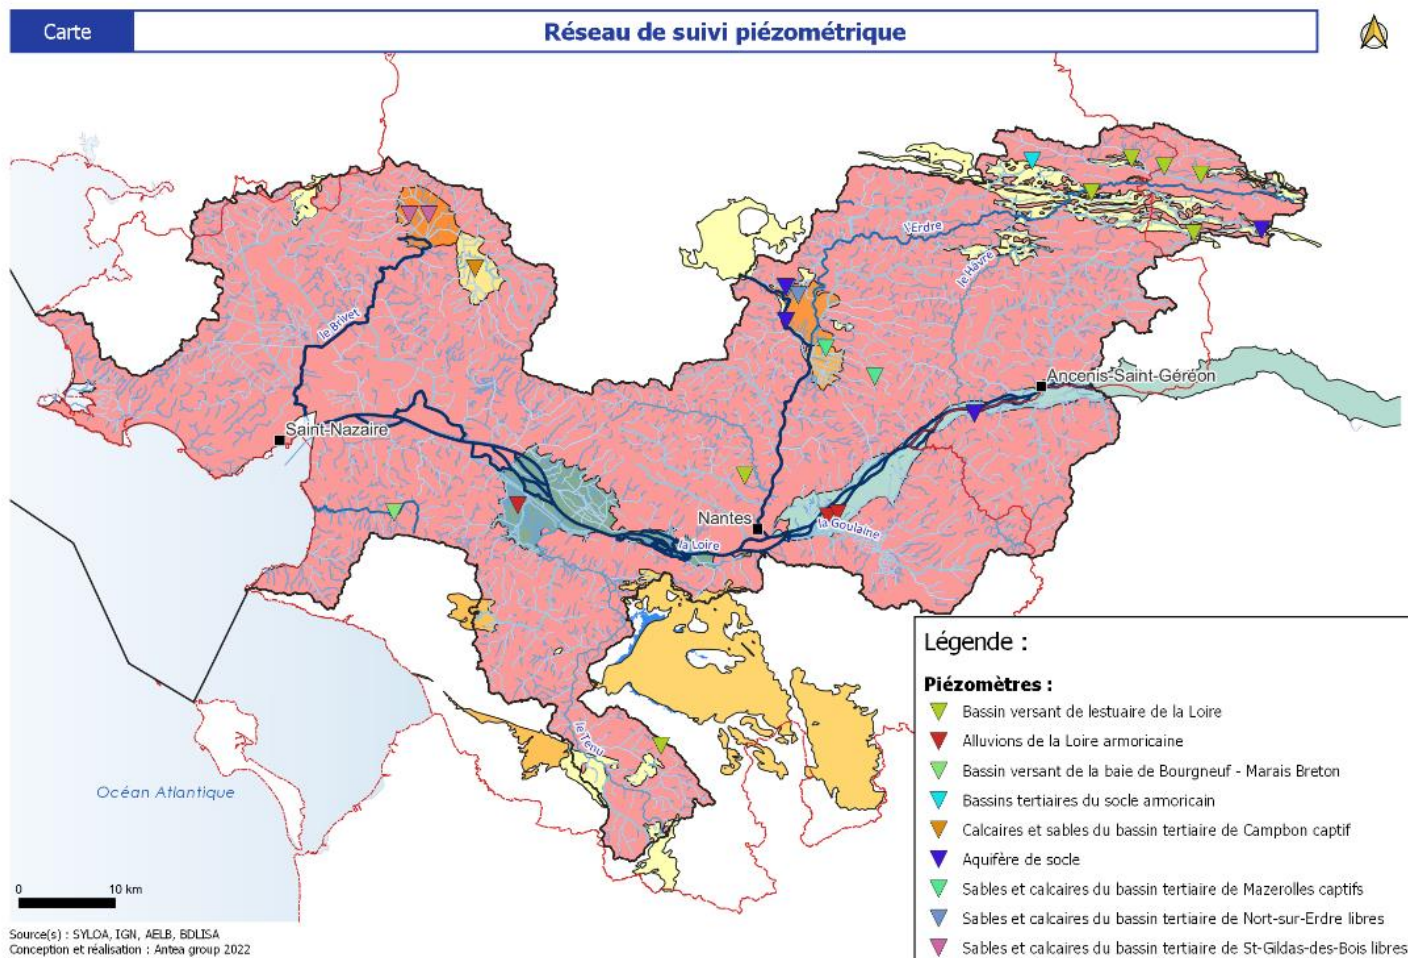 Carte
Réseau de suivi piézométrique
l'Erdre
le Havre
le Brivet
Ancenis-Saint-Géréon
Saint-Nazaire
Nantes
la Goulaine
la Loire
le Tenu
Océan Atlantique
Légende :
Piézomètres :
Bassin versant de lestuaire de la Loire
Alluvions de la Loire armoricaine
Bassin versant de la baie de Bourgneuf - Marais Breton
Bassins tertiaires du socle armoricain
Calcaires et sables du bassin tertiaire de Campbon captif
Aquifère de socle
Sables et calcaires du bassin tertiaire de Mazerolles captifs
Sables et calcaires du bassin tertiaire de Nort-sur-Erdre libres
Sables et calcaires du bassin tertiaire de St-Gildas-des-Bois libres
0 10 km
Source(s) : SYLOA, IGN, AELB, BDLISA
Conception et réalisation : Antea group 2022